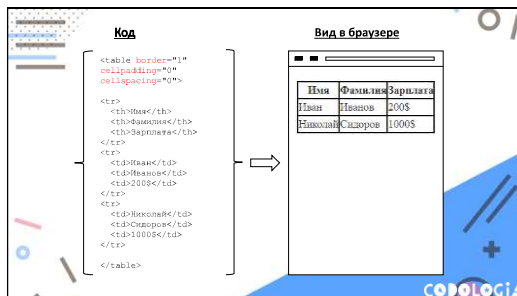 Код
<table border="1"
cellpadding="0"
cellspacing="0">
<tr>
<th>Имя</th>
<th>Фамилия</th>
<th>Зарплата</th>
</tr>
<tr>
<td>Иван</td>
<td>Иванов</td>
<td>200$</td>
</tr>
<tr>
<td>Николай</td>
<td>Сидоров</td>
<td>1000$</td>
</tr>
</table>
Вид в браузере
Имя Фамилия Зарплата
Иван Иванов 200$
Николай Сидоров 1000$
CODOLOGIA